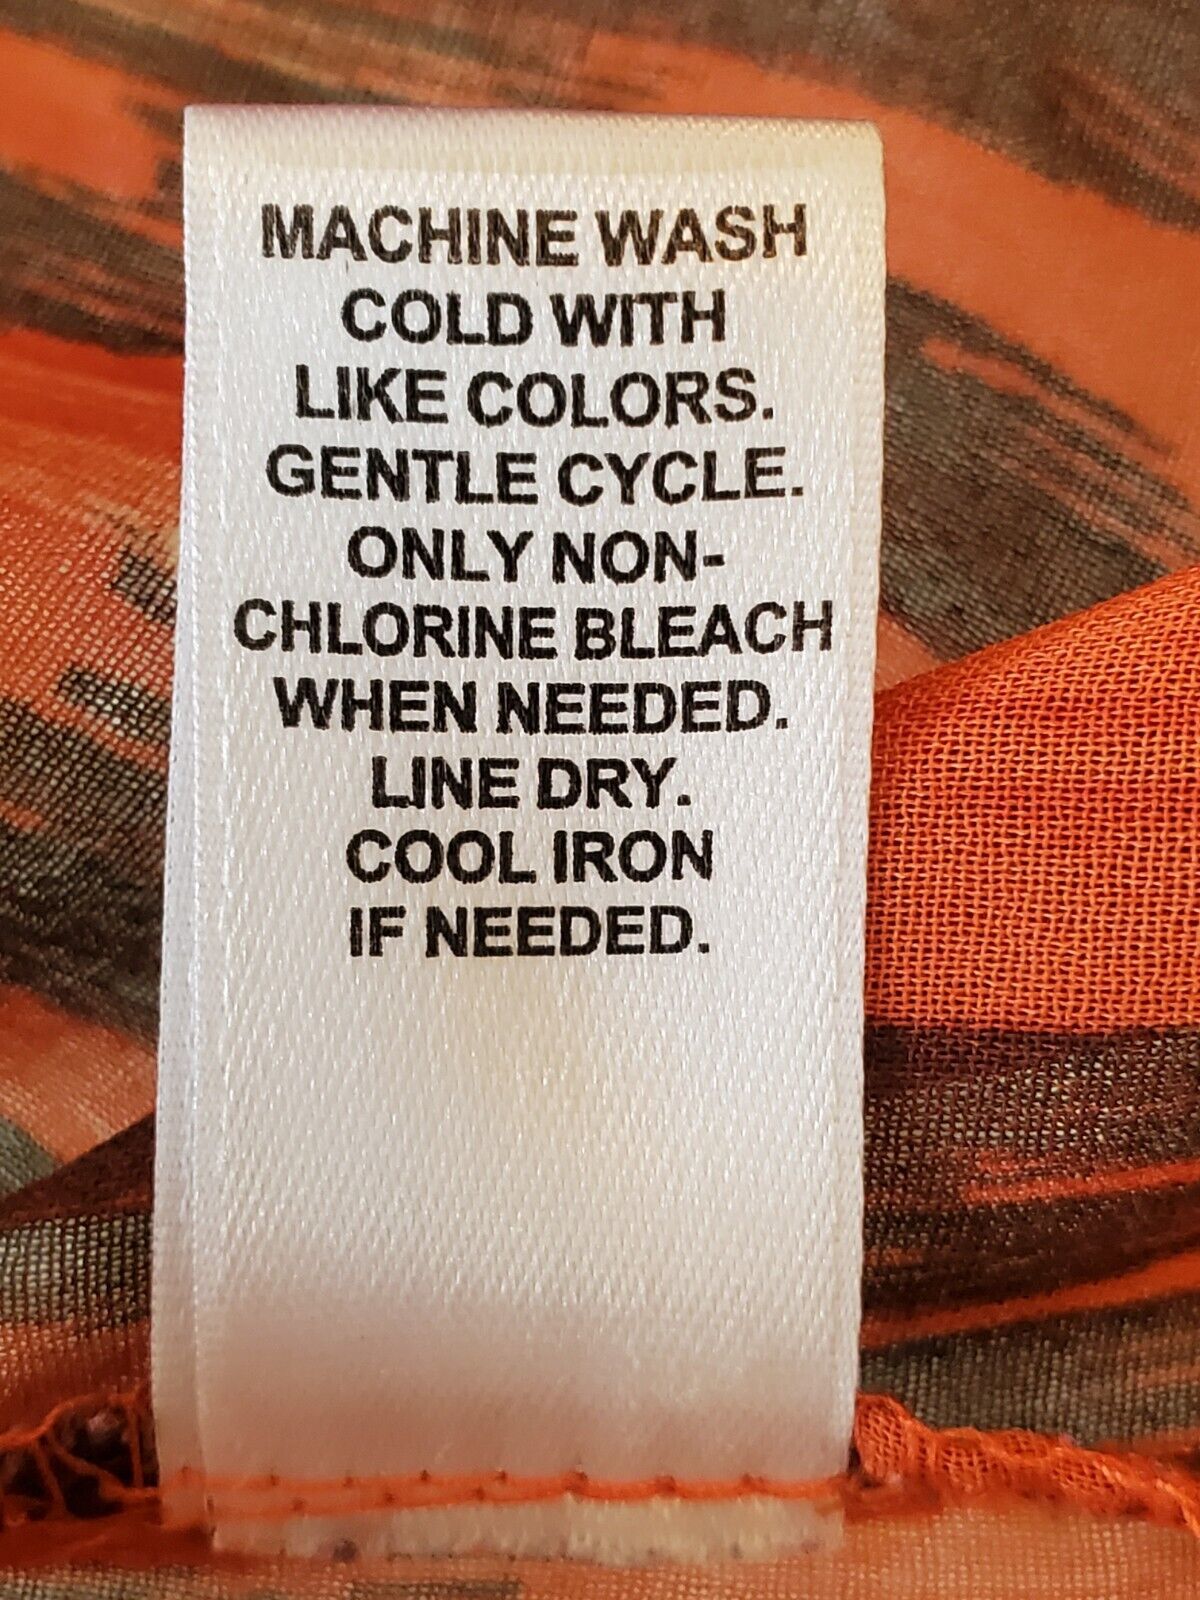 MACHINE WASH
COLD WITH
LIKE COLORS.
GENTLE CYCLE.
ONLY NON-
CHLORINE BLEACH
WHEN NEEDED.
LINE DRY.
COOL IRON
IF NEEDED.